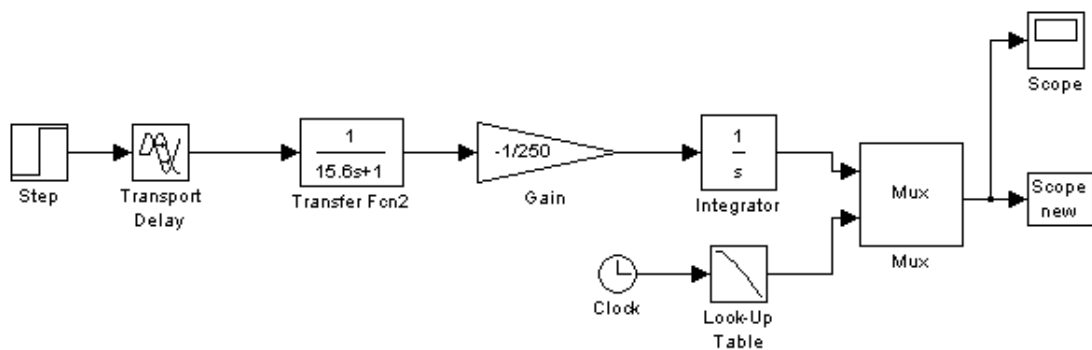 Scope
1
15.6s+1
-1/250
1
s
Mux
Scope
new
Step
Transport
Delay
Transfer Fcn2
Gain
Integrator
Mux
Clock
Look-Up
Table